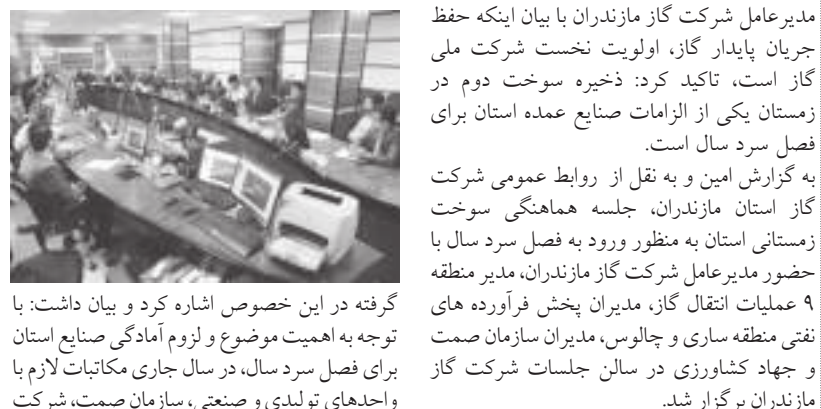 مدیرعامل شرکت گاز مازندران با بیان اینکه حفظ
جریان پایدار گاز، اولویت نخست شرکت ملی
گاز است، تاکید کرد: ذخیره سوخت دوم در
زمستان یکی از الزامات صنایع عمده استان برای
فصل سرد سال است.
به گزارش امین و به نقل از روابط عمومی شرکت
گاز استان مازندران، جلسه هماهنگی سوخت
زمستانی استان به منظور ورود به فصل سرد سال با
حضور مدیرعامل شرکت گاز مازندران، مدیر منطقه
۹ عملیات انتقال گاز، مدیران پخش فرآورده های
نفتی منطقه ساری و چالوس، مدیران سازمان صمت
و جهاد کشاورزی در سالن جلسات شرکت گاز
مازندران برگزار شد.
گرفته در این خصوص اشاره کرد و بیان داشت: با
توجه به اهمیت موضوع و لزوم آمادگی صنایع استان
برای فصل سرد سال، در سال جاری مکاتبات لازم با
واحدهای تولیدی و صنعتی، سازمان صمت، شرکت